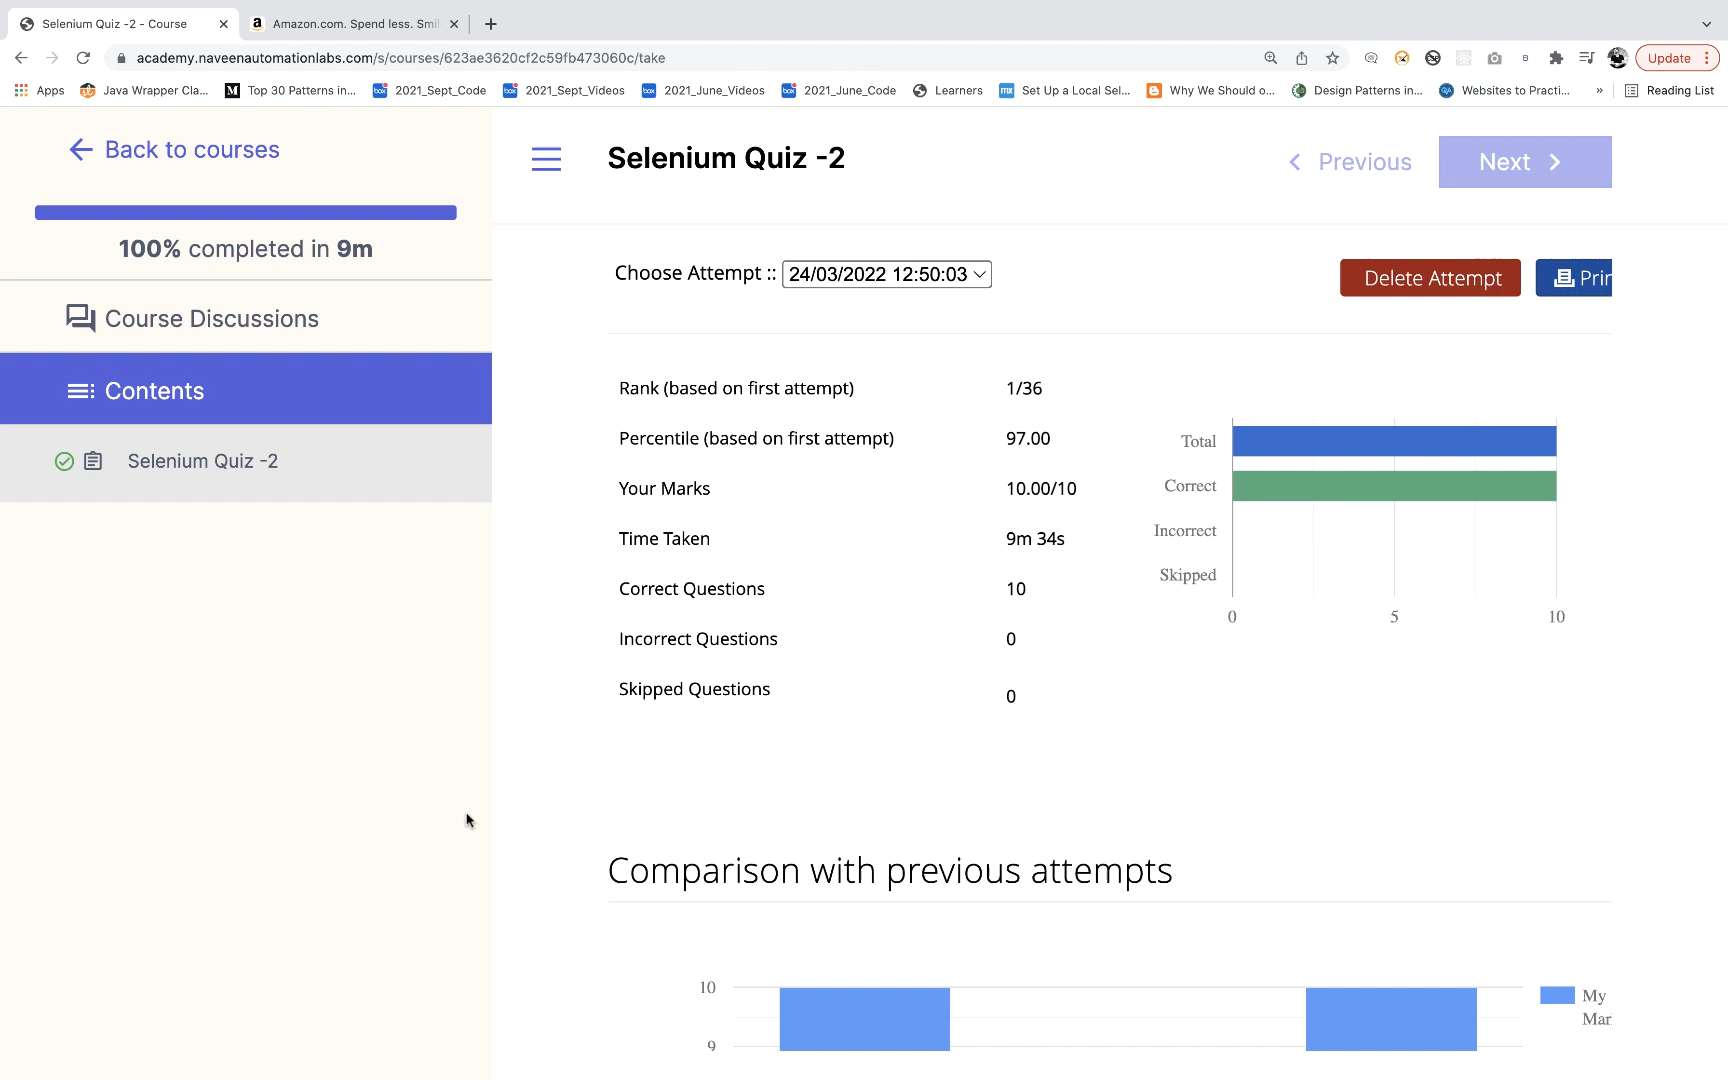 Selenium Quiz -2 - Course
Amazon.com. Spend less. Smi
academy.naveenautomationlabs.com/s/courses/623ae3620cf2c59fb473060c/take
Update
Apps
Java Wrapper Cla...
Top 30 Patterns in...
2021_Sept_Code
2021_Sept_Videos
2021_June_Videos
2021_June_Code
Learners
Set Up a Local Sel...
Why We Should o...
Design Patterns in...
Websites to Practi...
»
Reading List
Back to courses
100% completed in 9m
Course Discussions
Contents
Selenium Quiz -2
Selenium Quiz -2
Previous
Next
Choose Attempt :: 24/03/2022 12:50:03
Delete Attempt
Prin
Rank (based on first attempt) 1/36
Percentile (based on first attempt) 97.00
Your Marks 10.00/10
Time Taken 9m 34s
Correct Questions 10
Incorrect Questions 0
Skipped Questions 0
Total
Correct
Incorrect
Skipped
0 5 10
Comparison with previous attempts
10
9
My
Mar